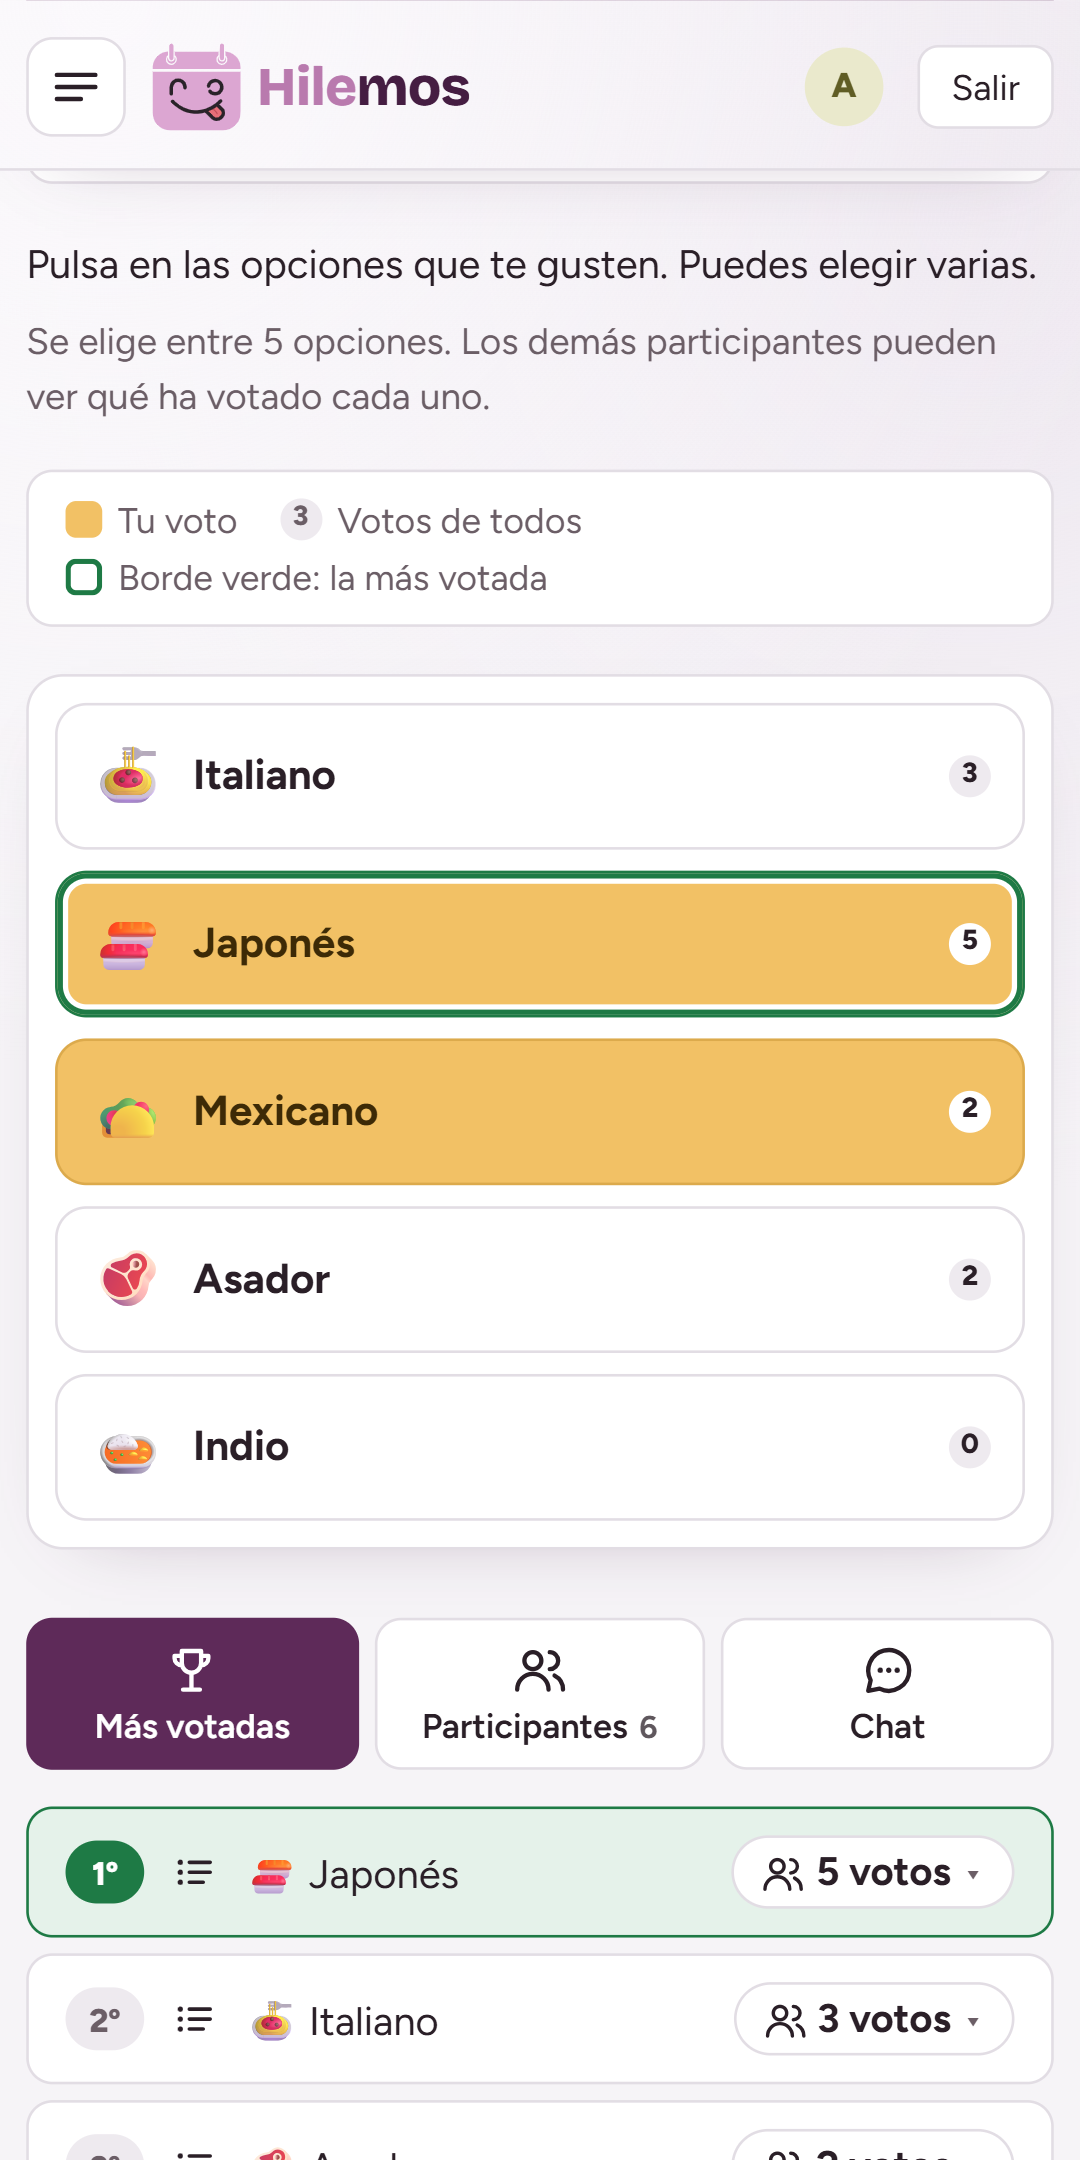 Hilemos
A
Salir
Pulsa en las opciones que te gusten. Puedes elegir varias.
Se elige entre 5 opciones. Los demás participantes pueden
ver qué ha votado cada uno.
Tu voto 3 Votos de todos
Borde verde: la más votada
Italiano 3
Japonés 5
Mexicano 2
Asador 2
Indio 0
Más votadas
Participantes 6
Chat
1º Japonés 5 votos
2º Italiano 3 votos